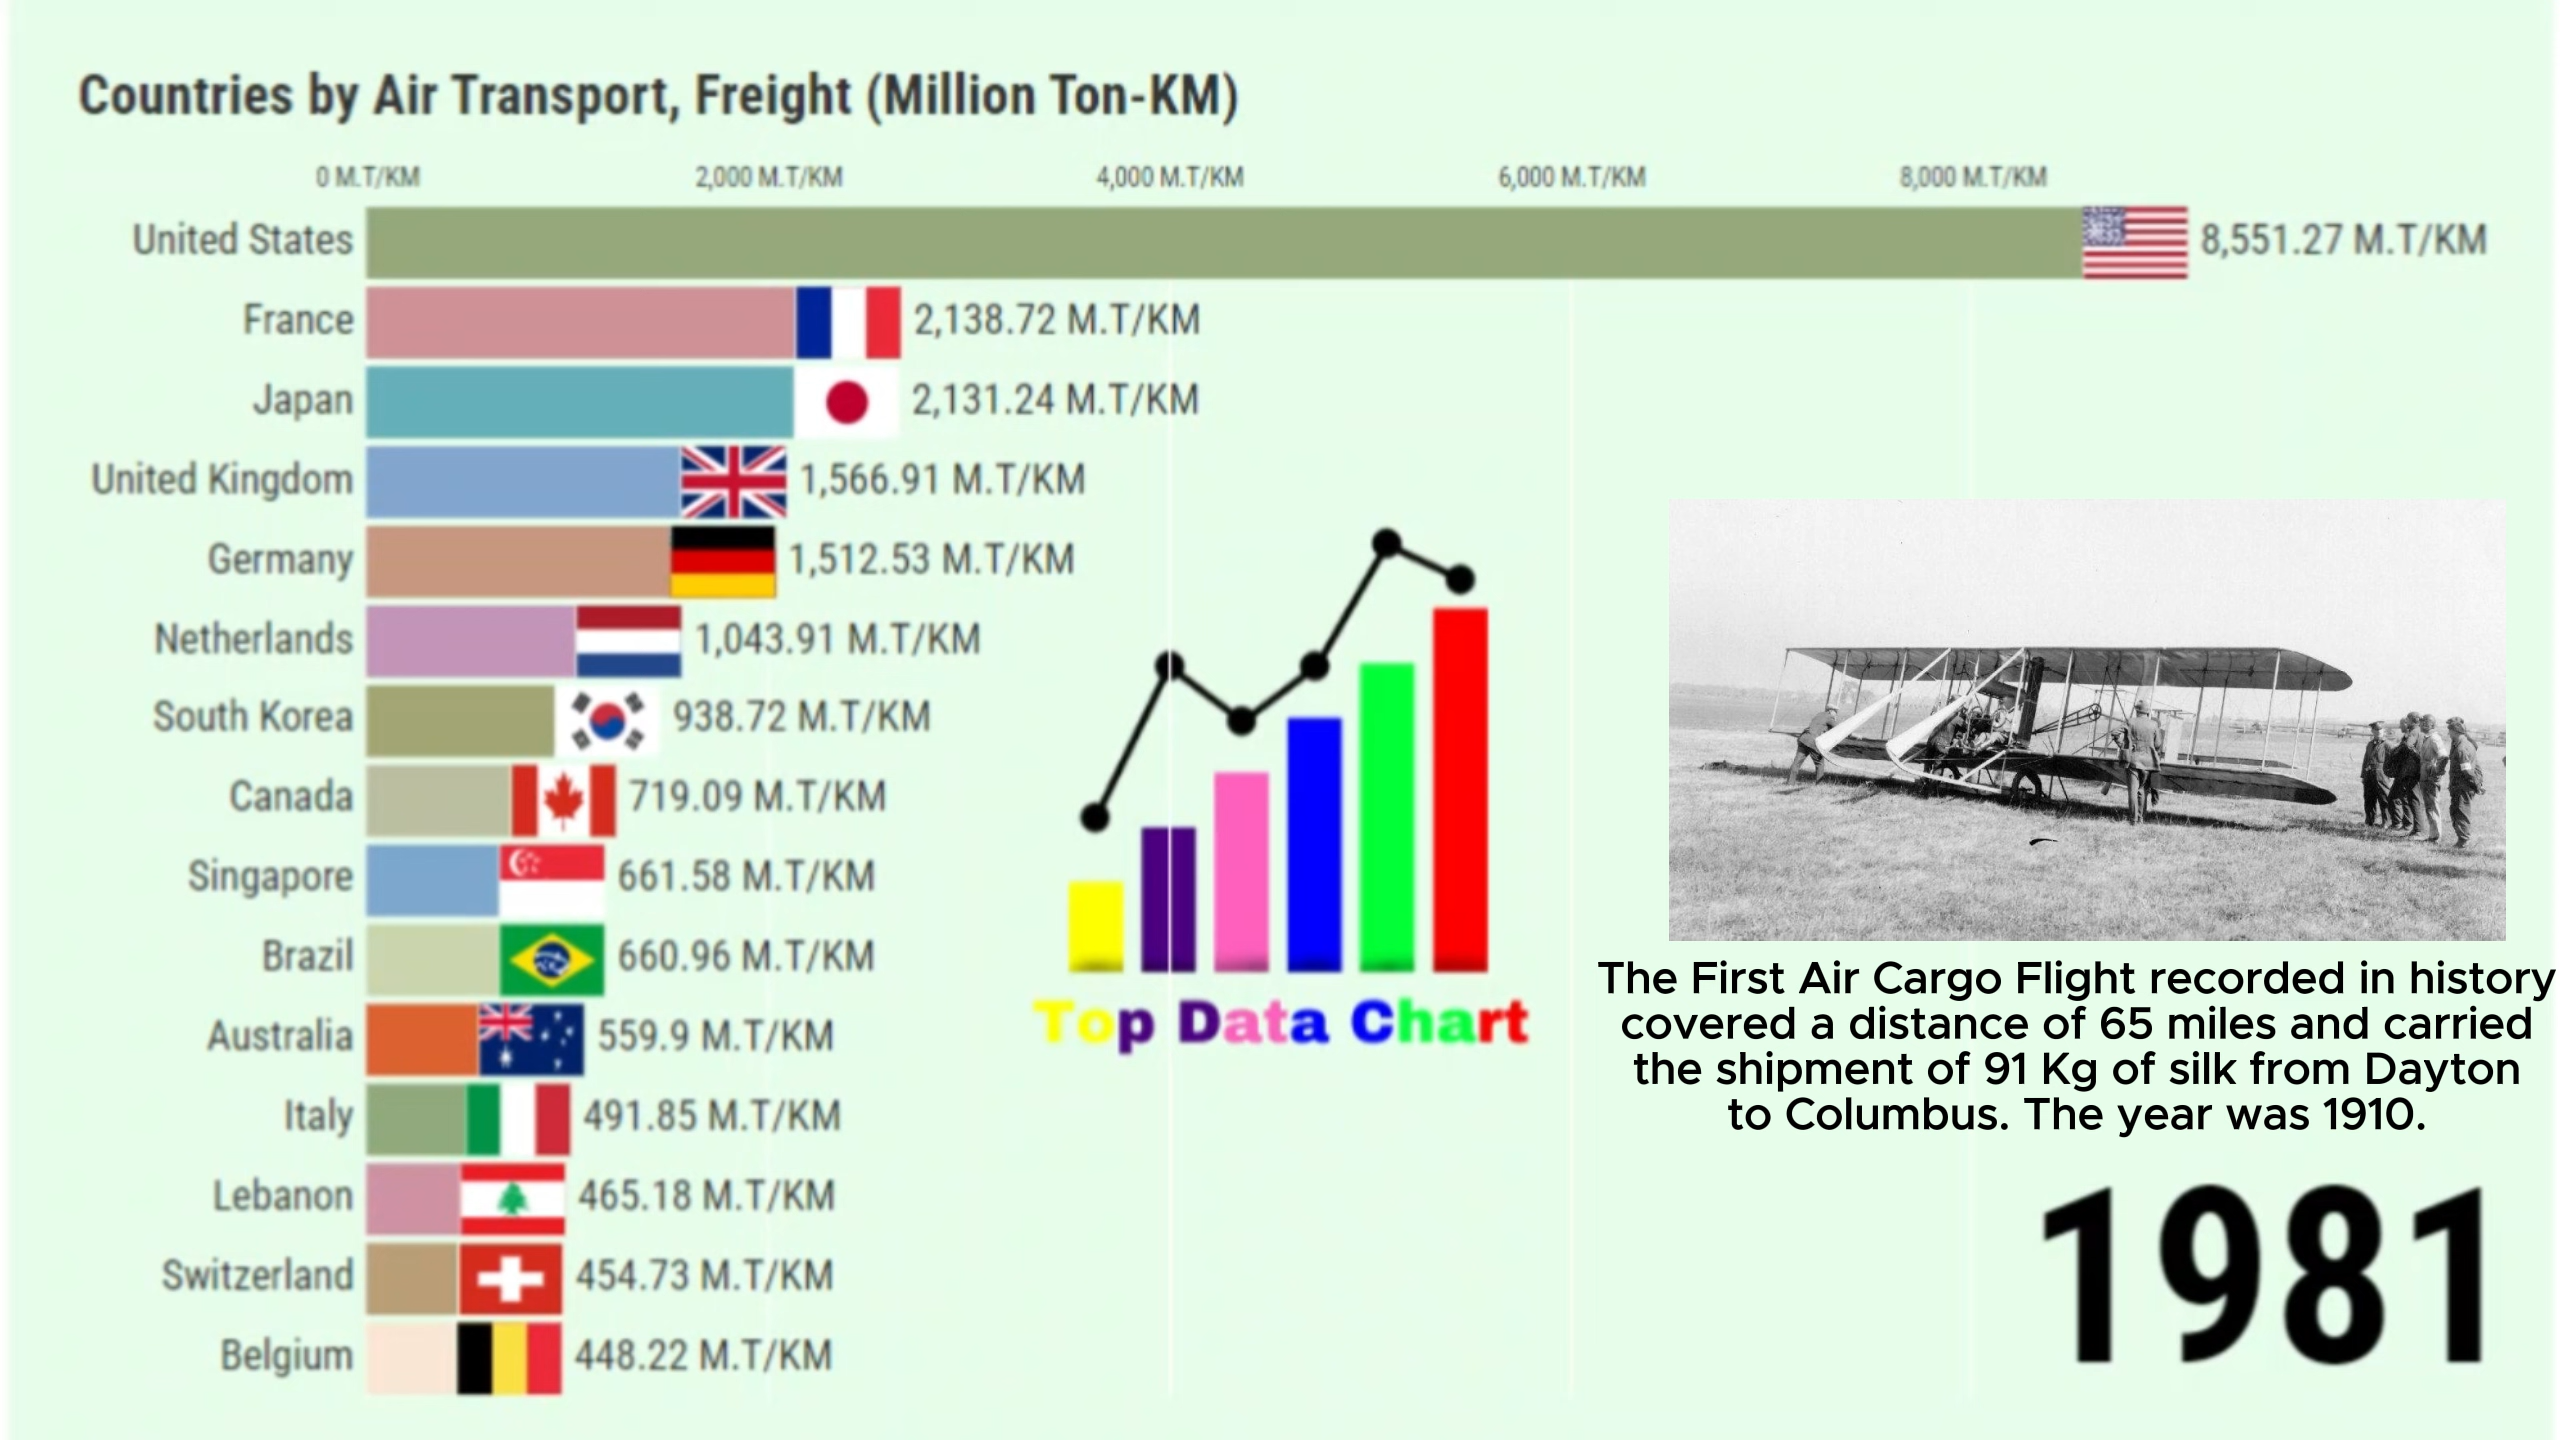 Countries by Air Transport, Freight (Million Ton-KM)
0 M.T/KM 2,000 M.T/KM 4,000 M.T/KM 6,000 M.T/KM 8,000 M.T/KM
United States 8,551.27 M.T/KM
France 2,138.72 M.T/KM
Japan 2,131.24 M.T/KM
United Kingdom 1,566.91 M.T/KM
Germany 1,512.53 M.T/KM
Netherlands 1,043.91 M.T/KM
South Korea 938.72 M.T/KM
Canada 719.09 M.T/KM
Singapore 661.58 M.T/KM
Brazil 660.96 M.T/KM
Australia 559.9 M.T/KM
Italy 491.85 M.T/KM
Lebanon 465.18 M.T/KM
Switzerland 454.73 M.T/KM
Belgium 448.22 M.T/KM
Top Data Chart
The First Air Cargo Flight recorded in history
covered a distance of 65 miles and carried
the shipment of 91 Kg of silk from Dayton
to Columbus. The year was 1910.
1981